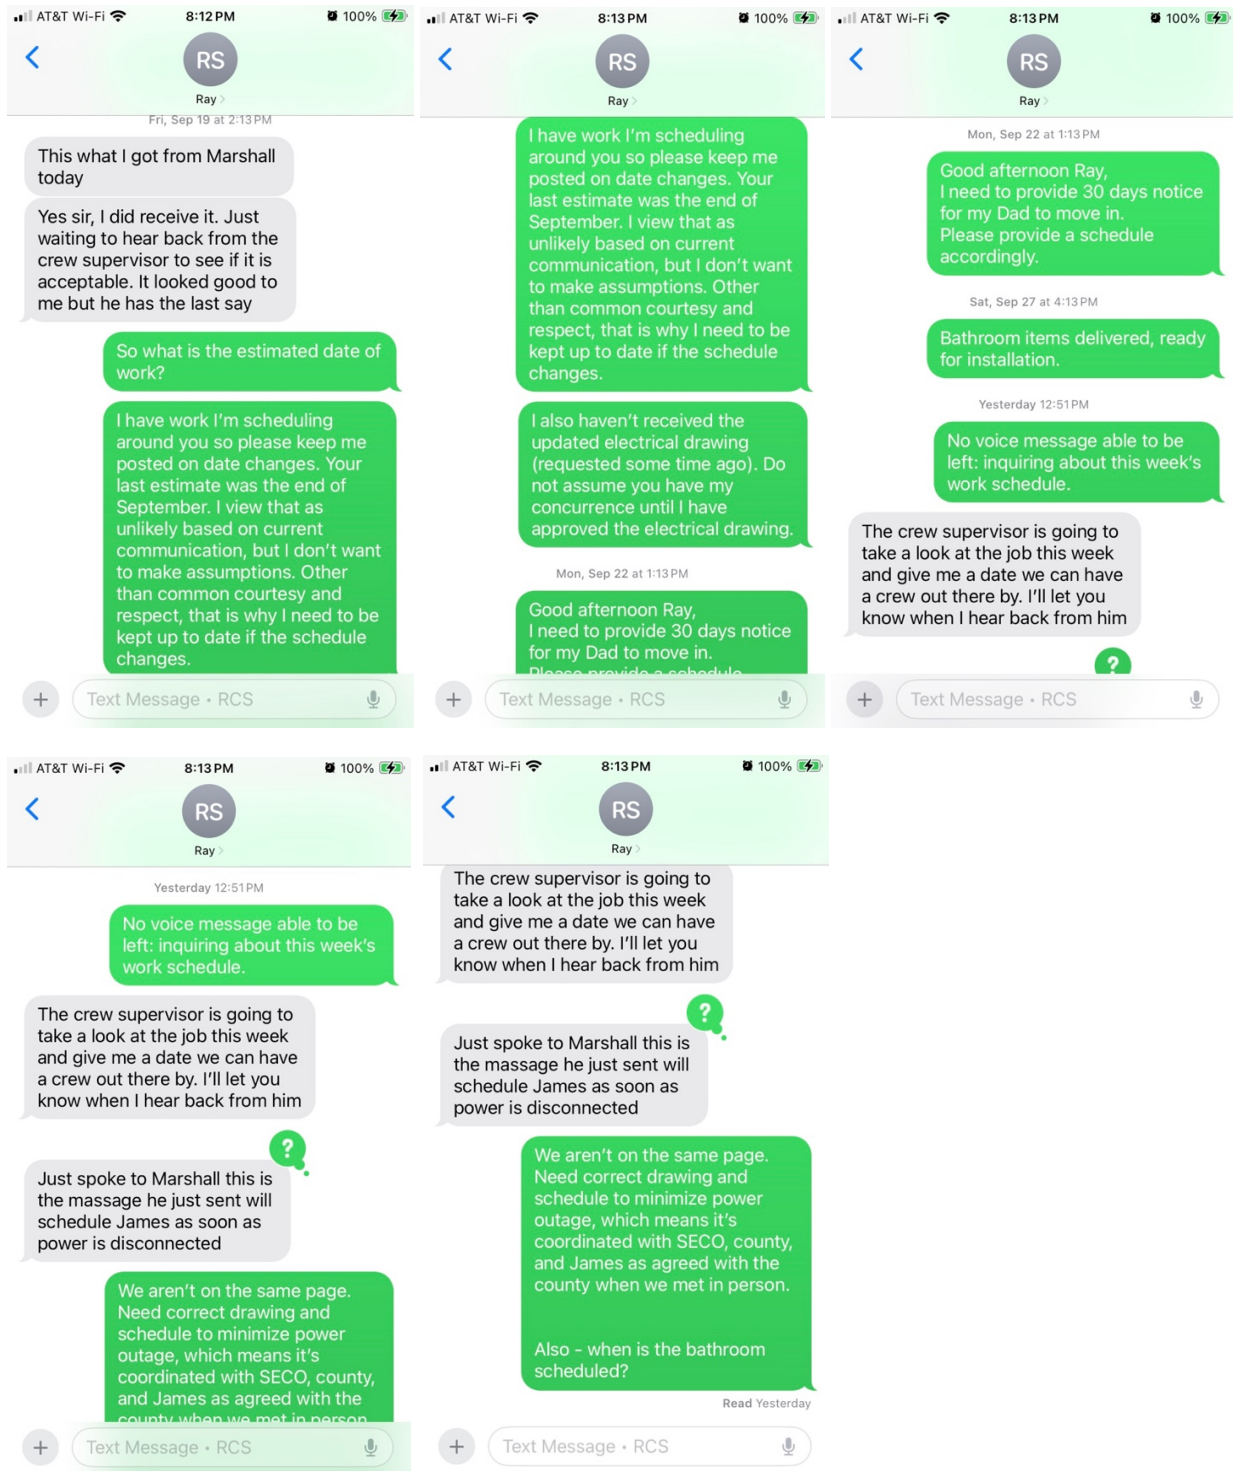 AT&T Wi-Fi
8:12 PM
100%
RS
Ray
Fri, Sep 19 at 2:13 PM
This what I got from Marshall
today
Yes sir, I did receive it. Just
waiting to hear back from the
crew supervisor to see if it is
acceptable. It looked good to
me but he has the last say
So what is the estimated date of
work?
I have work I'm scheduling
around you so please keep me
posted on date changes. Your
last estimate was the end of
September. I view that as
unlikely based on current
communication, but I don't want
to make assumptions. Other
than common courtesy and
respect, that is why I need to be
kept up to date if the schedule
changes.
Text Message • RCS
AT&T Wi-Fi
8:13 PM
100%
RS
Ray
I have work I'm scheduling
around you so please keep me
posted on date changes. Your
last estimate was the end of
September. I view that as
unlikely based on current
communication, but I don't want
to make assumptions. Other
than common courtesy and
respect, that is why I need to be
kept up to date if the schedule
changes.
I also haven't received the
updated electrical drawing
(requested some time ago). Do
not assume you have my
concurrence until I have
approved the electrical drawing.
Mon, Sep 22 at 1:13 PM
Good afternoon Ray,
I need to provide 30 days notice
for my Dad to move in.
Please provide a schedule
Text Message • RCS
AT&T Wi-Fi
8:13 PM
100%
RS
Ray
Mon, Sep 22 at 1:13 PM
Good afternoon Ray,
I need to provide 30 days notice
for my Dad to move in.
Please provide a schedule
accordingly.
Sat, Sep 27 at 4:13 PM
Bathroom items delivered, ready
for installation.
Yesterday 12:51 PM
No voice message able to be
left: inquiring about this week's
work schedule.
The crew supervisor is going to
take a look at the job this week
and give me a date we can have
a crew out there by. I'll let you
know when I hear back from him
?
Text Message • RCS
AT&T Wi-Fi
8:13 PM
100%
RS
Ray
Yesterday 12:51 PM
No voice message able to be
left: inquiring about this week's
work schedule.
The crew supervisor is going to
take a look at the job this week
and give me a date we can have
a crew out there by. I'll let you
know when I hear back from him
?
Just spoke to Marshall this is
the massage he just sent will
schedule James as soon as
power is disconnected
We aren't on the same page.
Need correct drawing and
schedule to minimize power
outage, which means it's
coordinated with SECO, county,
and James as agreed with the
county when we met in person.
Text Message • RCS
AT&T Wi-Fi
8:13 PM
100%
RS
Ray
The crew supervisor is going to
take a look at the job this week
and give me a date we can have
a crew out there by. I'll let you
know when I hear back from him
?
Just spoke to Marshall this is
the massage he just sent will
schedule James as soon as
power is disconnected
We aren't on the same page.
Need correct drawing and
schedule to minimize power
outage, which means it's
coordinated with SECO, county,
and James as agreed with the
county when we met in person.
Also - when is the bathroom
scheduled?
Read Yesterday
Text Message • RCS